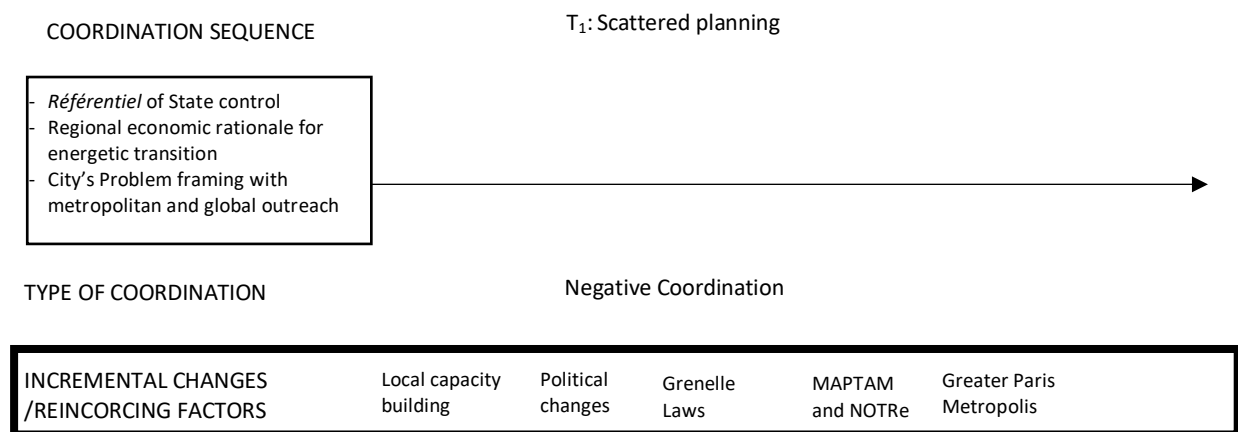 COORDINATION SEQUENCE
T₁: Scattered planning
- Référentiel of State control
- Regional economic rationale for
energetic transition
- City's Problem framing with
metropolitan and global outreach
TYPE OF COORDINATION
Negative Coordination
INCREMENTAL CHANGES
/REINCORCING FACTORS
Local capacity
building
Political
changes
Grenelle
Laws
MAPTAM
and NOTRe
Greater Paris
Metropolis